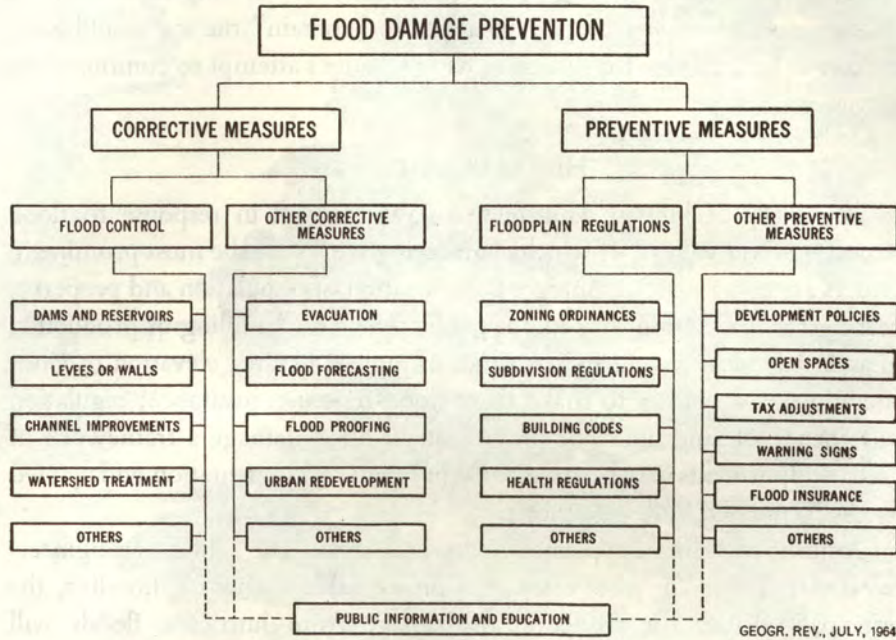 FLOOD DAMAGE PREVENTION
CORRECTIVE MEASURES
PREVENTIVE MEASURES
FLOOD CONTROL
OTHER CORRECTIVE
MEASURES
FLOODPLAIN REGULATIONS
OTHER PREVENTIVE
MEASURES
DAMS AND RESERVOIRS
LEVEES OR WALLS
CHANNEL IMPROVEMENTS
WATERSHED TREATMENT
OTHERS
EVACUATION
FLOOD FORECASTING
FLOOD PROOFING
URBAN REDEVELOPMENT
OTHERS
ZONING ORDINANCES
SUBDIVISION REGULATIONS
BUILDING CODES
HEALTH REGULATIONS
OTHERS
DEVELOPMENT POLICIES
OPEN SPACES
TAX ADJUSTMENTS
WARNING SIGNS
FLOOD INSURANCE
OTHERS
PUBLIC INFORMATION AND EDUCATION
GEOGR. REV., JULY, 1964